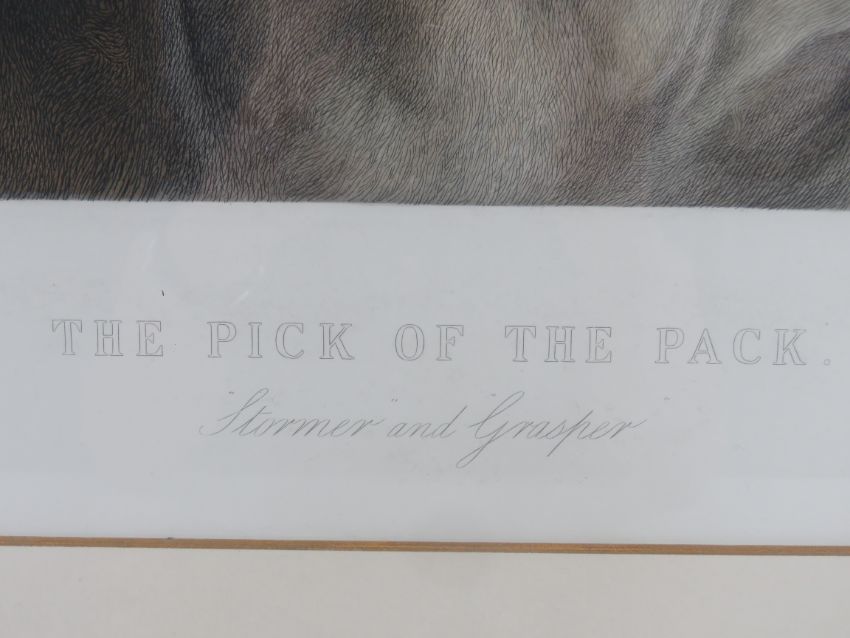 THE PICK OF THE PACK.
"Stormer" and "Grasper"